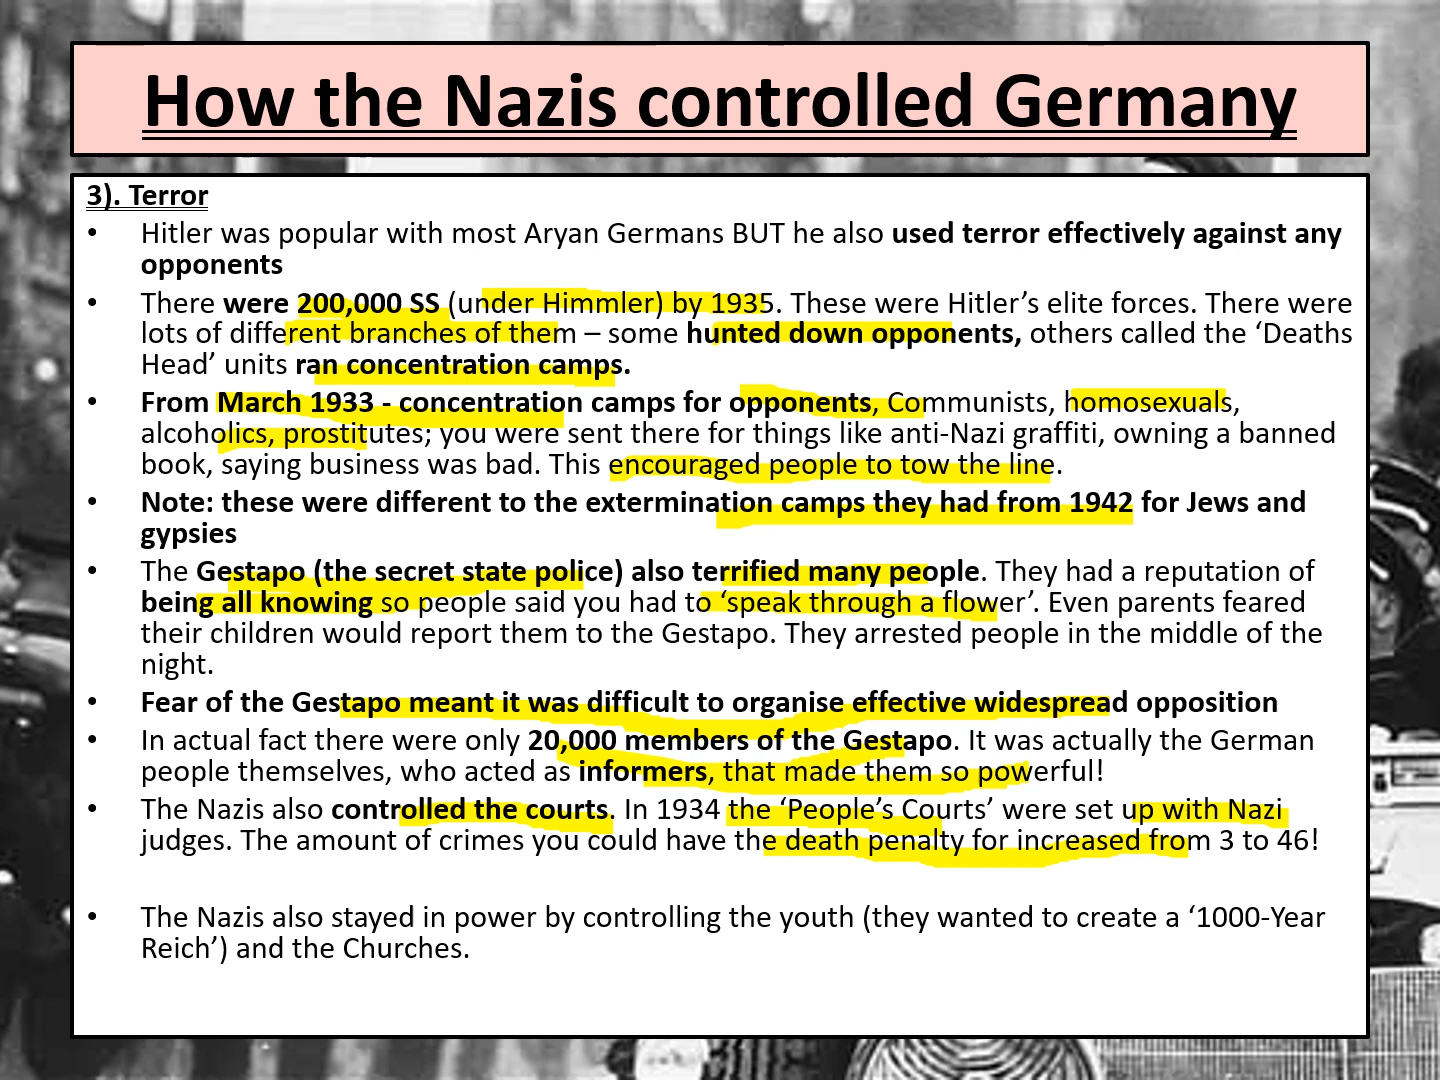 How the Nazis controlled Germany
3). Terror
• Hitler was popular with most Aryan Germans BUT he also used terror effectively against any
opponents
• There were 200,000 SS (under Himmler) by 1935. These were Hitler’s elite forces. There were
lots of different branches of them – some hunted down opponents, others called the ‘Deaths
Head’ units ran concentration camps.
• From March 1933 - concentration camps for opponents, Communists, homosexuals,
alcoholics, prostitutes; you were sent there for things like anti-Nazi graffiti, owning a banned
book, saying business was bad. This encouraged people to tow the line.
• Note: these were different to the extermination camps they had from 1942 for Jews and
gypsies
• The Gestapo (the secret state police) also terrified many people. They had a reputation of
being all knowing so people said you had to ‘speak through a flower’. Even parents feared
their children would report them to the Gestapo. They arrested people in the middle of the
night.
• Fear of the Gestapo meant it was difficult to organise effective widespread opposition
• In actual fact there were only 20,000 members of the Gestapo. It was actually the German
people themselves, who acted as informers, that made them so powerful!
• The Nazis also controlled the courts. In 1934 the ‘People’s Courts’ were set up with Nazi
judges. The amount of crimes you could have the death penalty for increased from 3 to 46!
• The Nazis also stayed in power by controlling the youth (they wanted to create a ‘1000-Year
Reich’) and the Churches.